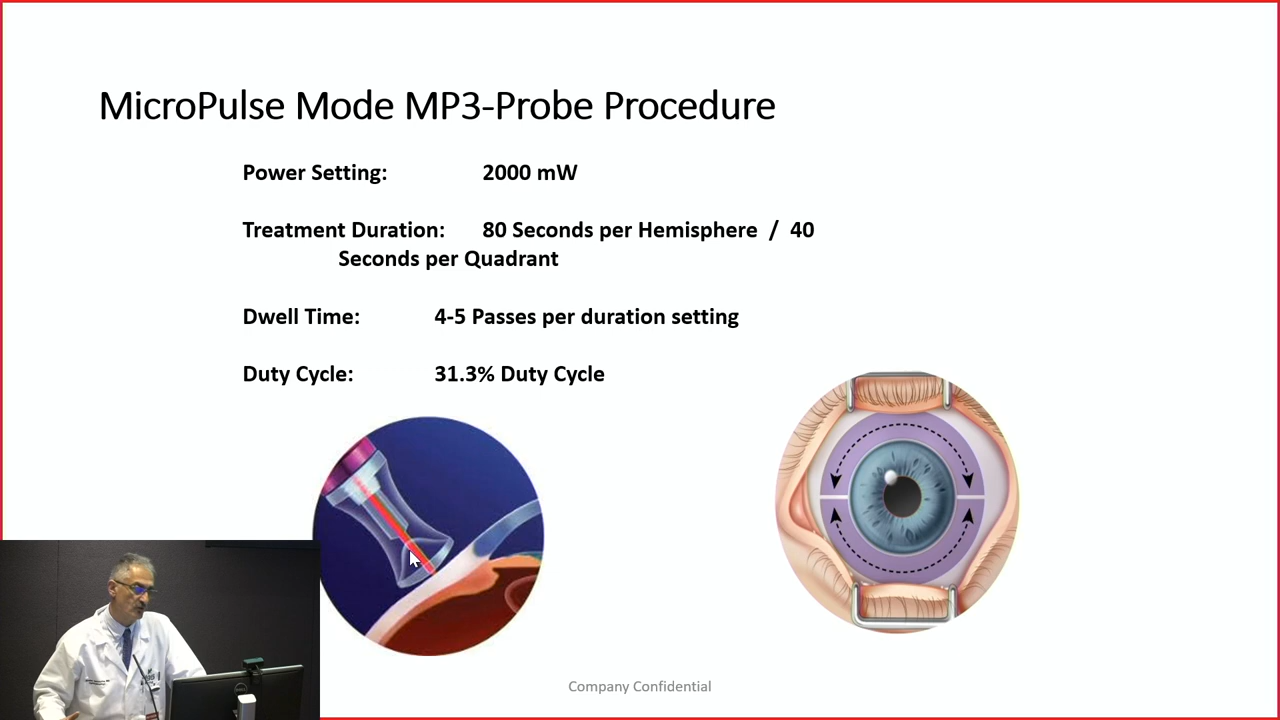 MicroPulse Mode MP3-Probe Procedure
Power Setting: 2000 mW
Treatment Duration: 80 Seconds per Hemisphere / 40
Seconds per Quadrant
Dwell Time: 4-5 Passes per duration setting
Duty Cycle: 31.3% Duty Cycle
Company Confidential